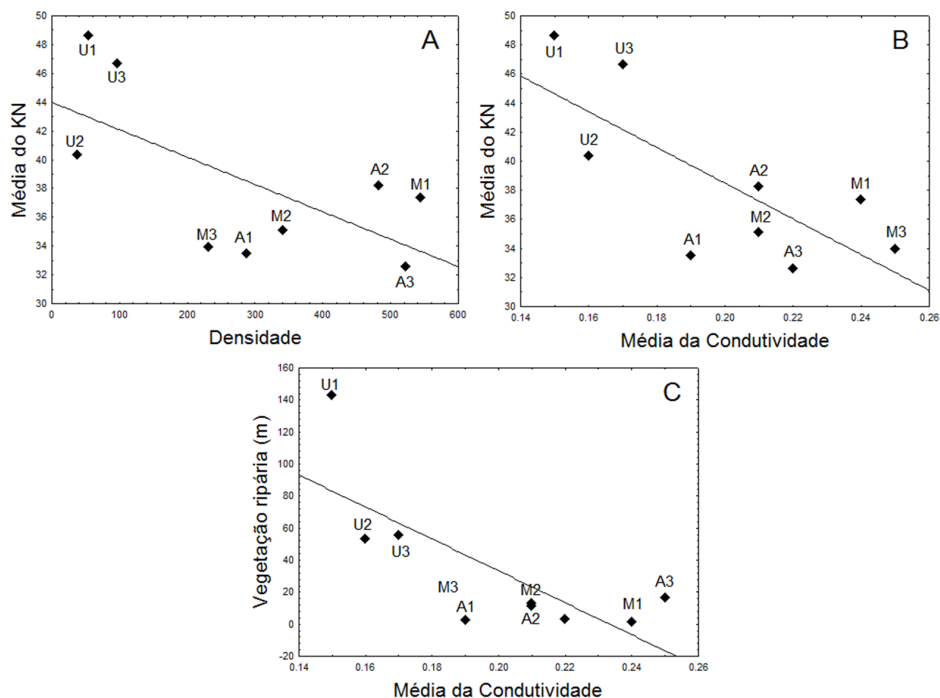 A
50
48
46
44
42
40
38
36
34
32
30
Média do KN
U1
U3
U2
A2
M1
M2
M3
A1
A3
0 100 200 300 400 500 600
Densidade
B
50
48
46
44
42
40
38
36
34
32
30
Média do KN
U1
U3
U2
A2
M1
M2
A1
A3
M3
0.14 0.16 0.18 0.20 0.22 0.24 0.26
Média da Condutividade
C
160
140
120
100
80
60
40
20
0
-20
Vegetação ripária (m)
U1
U2
U3
M3
A1
M2
A2
M1
A3
0.14 0.16 0.18 0.20 0.22 0.24 0.26
Média da Condutividade